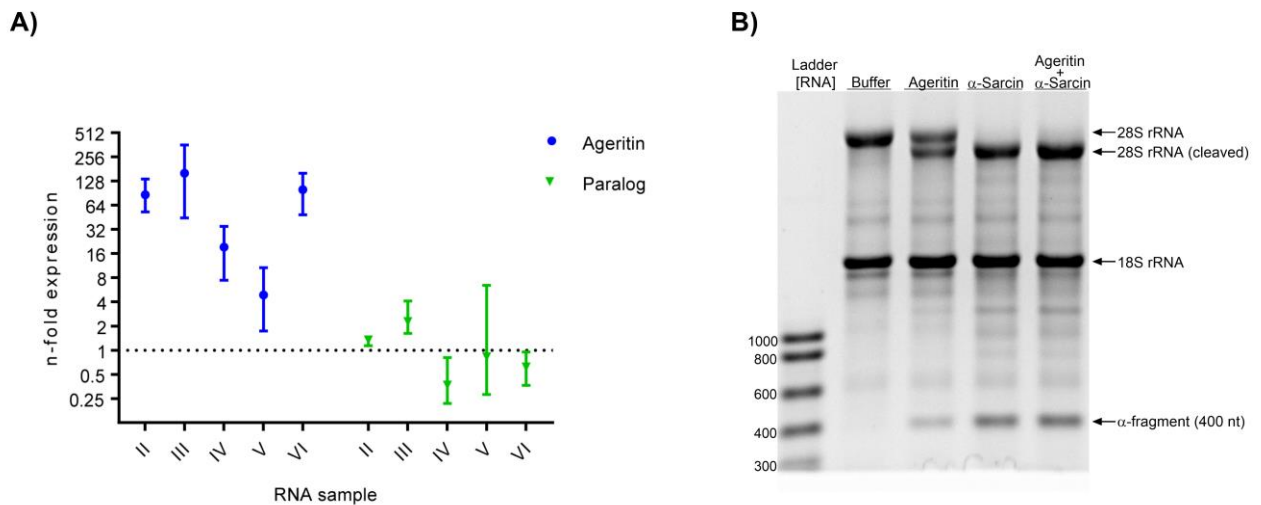 A)
n-fold expression
512
256
128
64
32
16
8
4
2
1
0.5
0.25
II
III
IV
V
VI
II
III
IV
V
VI
RNA sample
Ageritin
Paralog
B)
Ladder
[RNA]
Buffer
Ageritin
α-Sarcin
Ageritin
+
α-Sarcin
28S rRNA
28S rRNA (cleaved)
18S rRNA
1000
800
600
400
300
α-fragment (400 nt)